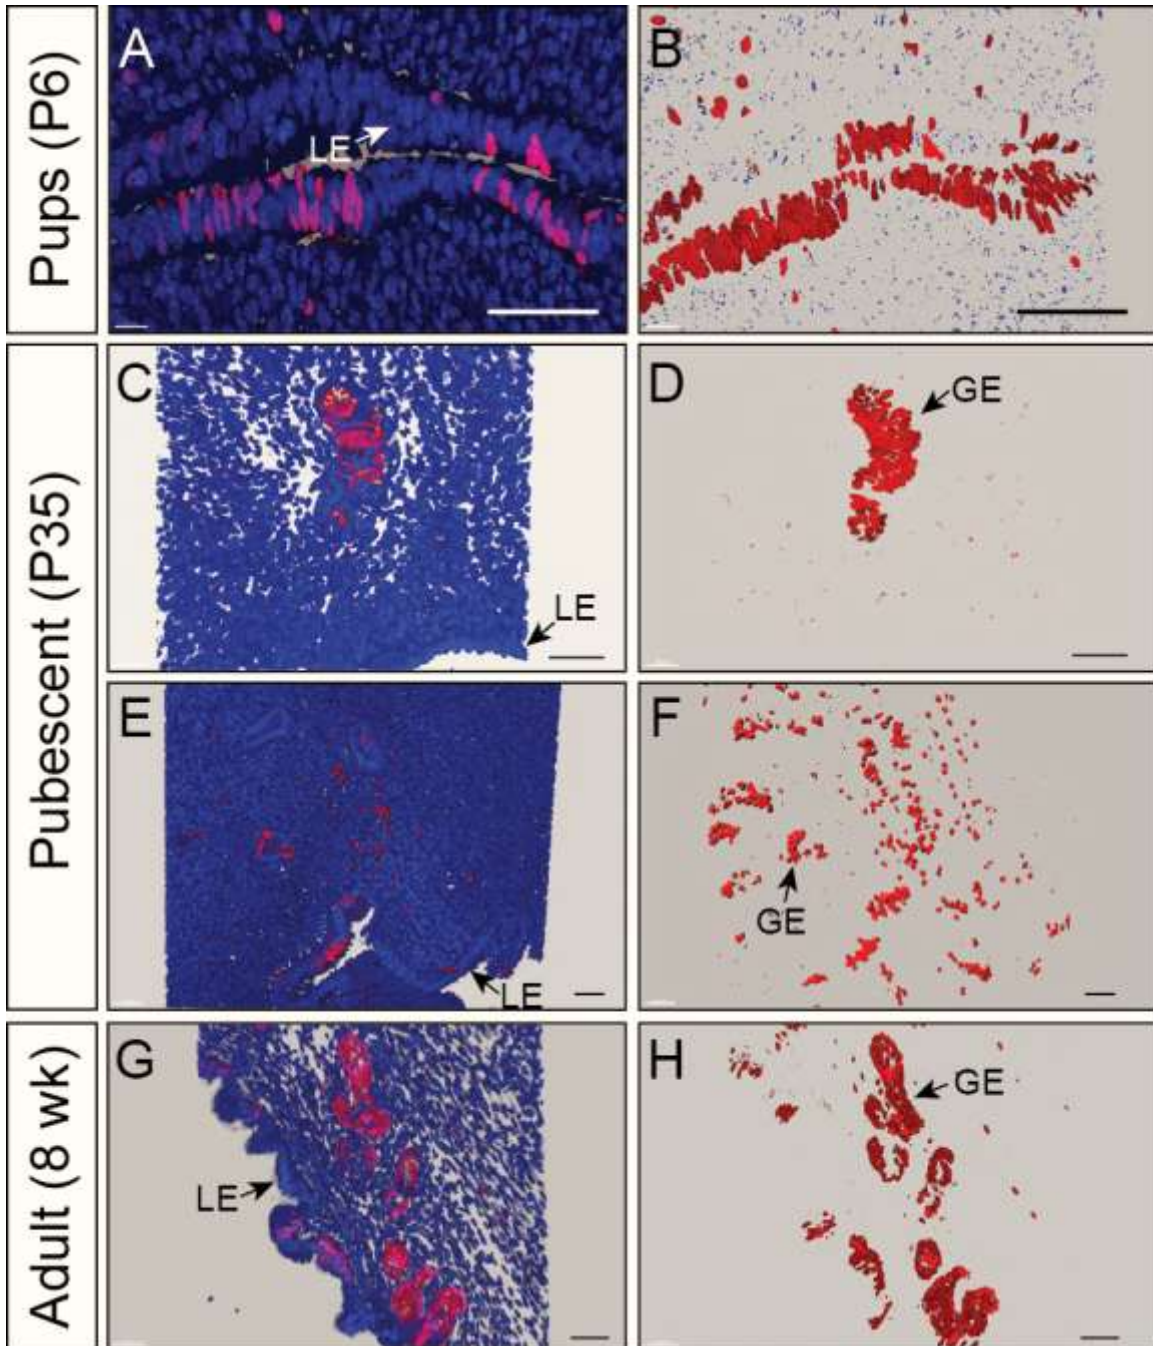 Pups (P6)
A
LE
B
Pubescent (P35)
C
LE
D
GE
E
LE
F
GE
Adult (8 wk)
G
LE
H
GE